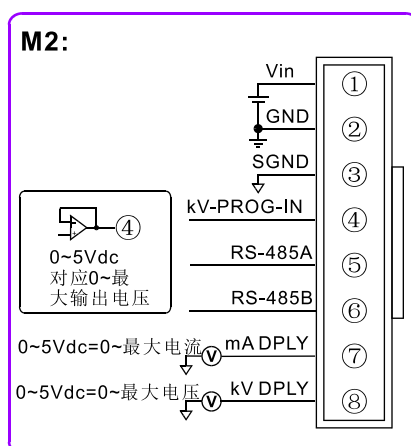 M2:
Vin
①
GND
②
SGND
③
kV-PROG-IN
④
④
0~5Vdc
对应0~最
大输出电压
RS-485A
⑤
RS-485B
⑥
0~5Vdc=0~最大电流
V
mA DPLY
⑦
0~5Vdc=0~最大电压
V
kV DPLY
⑧